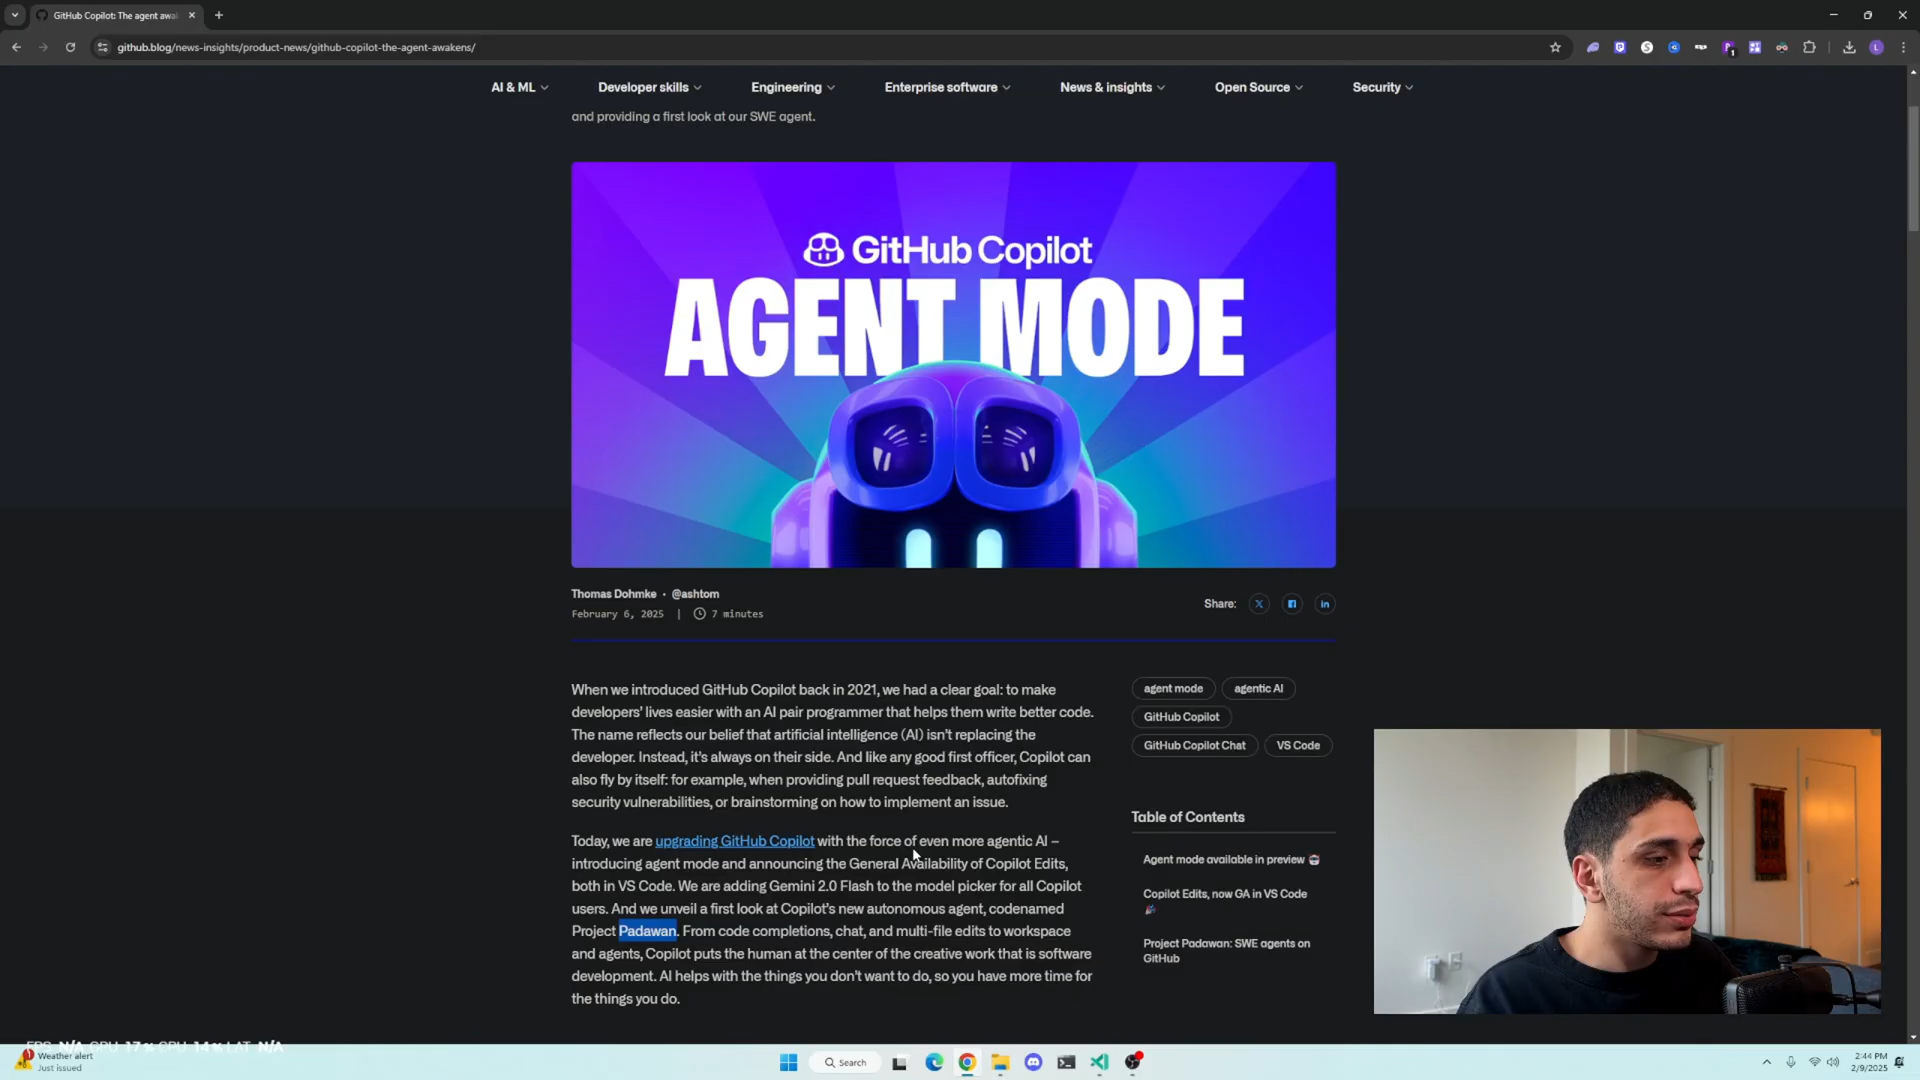 GitHub Copilot: The agent awak
github.blog/news-insights/product-news/github-copilot-the-agent-awakens/
AI & ML
Developer skills
Engineering
Enterprise software
News & insights
Open Source
Security
and providing a first look at our SWE agent.
GitHub Copilot
AGENT MODE
Thomas Dohmke · @ashtom
February 6, 2025 | 7 minutes
Share:
When we introduced GitHub Copilot back in 2021, we had a clear goal: to make
developers' lives easier with an AI pair programmer that helps them write better code.
The name reflects our belief that artificial intelligence (AI) isn't replacing the
developer. Instead, it's always on their side. And like any good first officer, Copilot can
also fly by itself: for example, when providing pull request feedback, autofixing
security vulnerabilities, or brainstorming on how to implement an issue.
Today, we are upgrading GitHub Copilot with the force of even more agentic AI –
introducing agent mode and announcing the General Availability of Copilot Edits,
both in VS Code. We are adding Gemini 2.0 Flash to the model picker for all Copilot
users. And we unveil a first look at Copilot's new autonomous agent, codenamed
Project Padawan. From code completions, chat, and multi-file edits to workspace
and agents, Copilot puts the human at the center of the creative work that is software
development. AI helps with the things you don't want to do, so you have more time for
the things you do.
agent mode
agentic AI
GitHub Copilot
GitHub Copilot Chat
VS Code
Table of Contents
Agent mode available in preview
Copilot Edits, now GA in VS Code
Project Padawan: SWE agents on
GitHub
FPS N/A GPU 17% CPU 14% LAT N/A
Weather alert
Just issued
Search
2:44 PM
2/9/2025